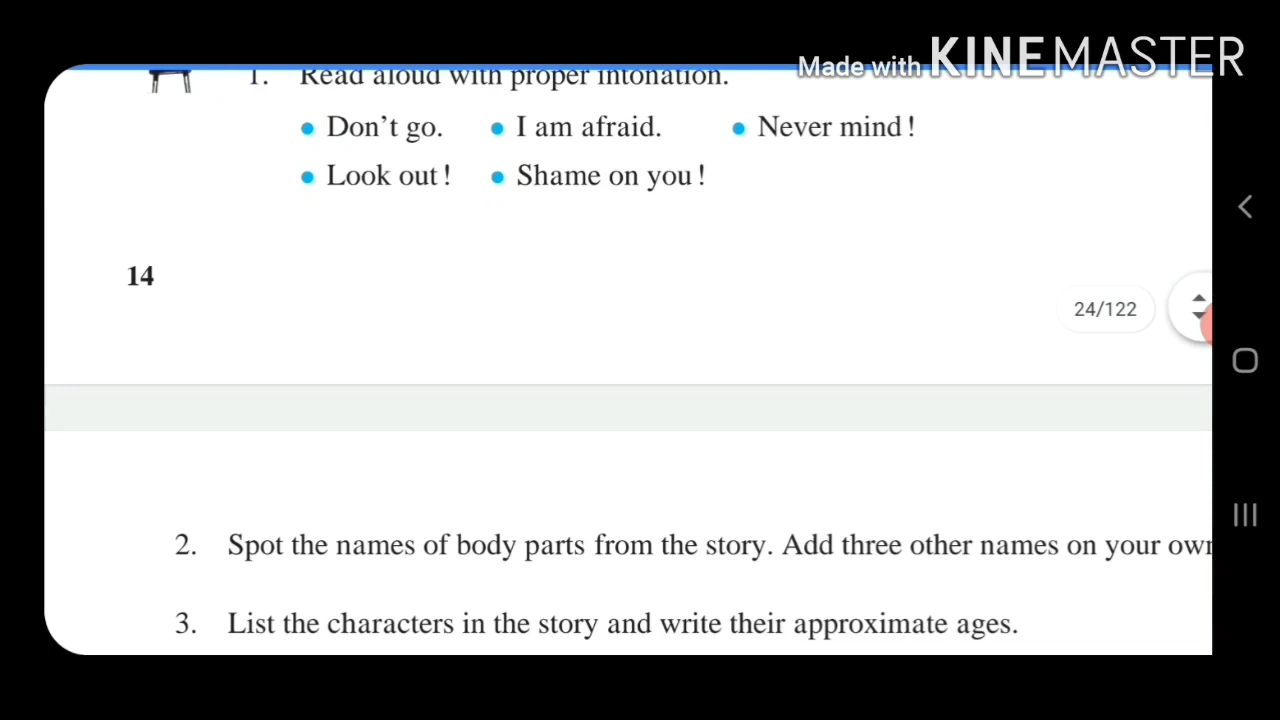 Made with KINEMASTER
1. Read aloud with proper intonation.
• Don't go. • I am afraid. • Never mind !
• Look out ! • Shame on you !
14
24/122
2. Spot the names of body parts from the story. Add three other names on your own
3. List the characters in the story and write their approximate ages.